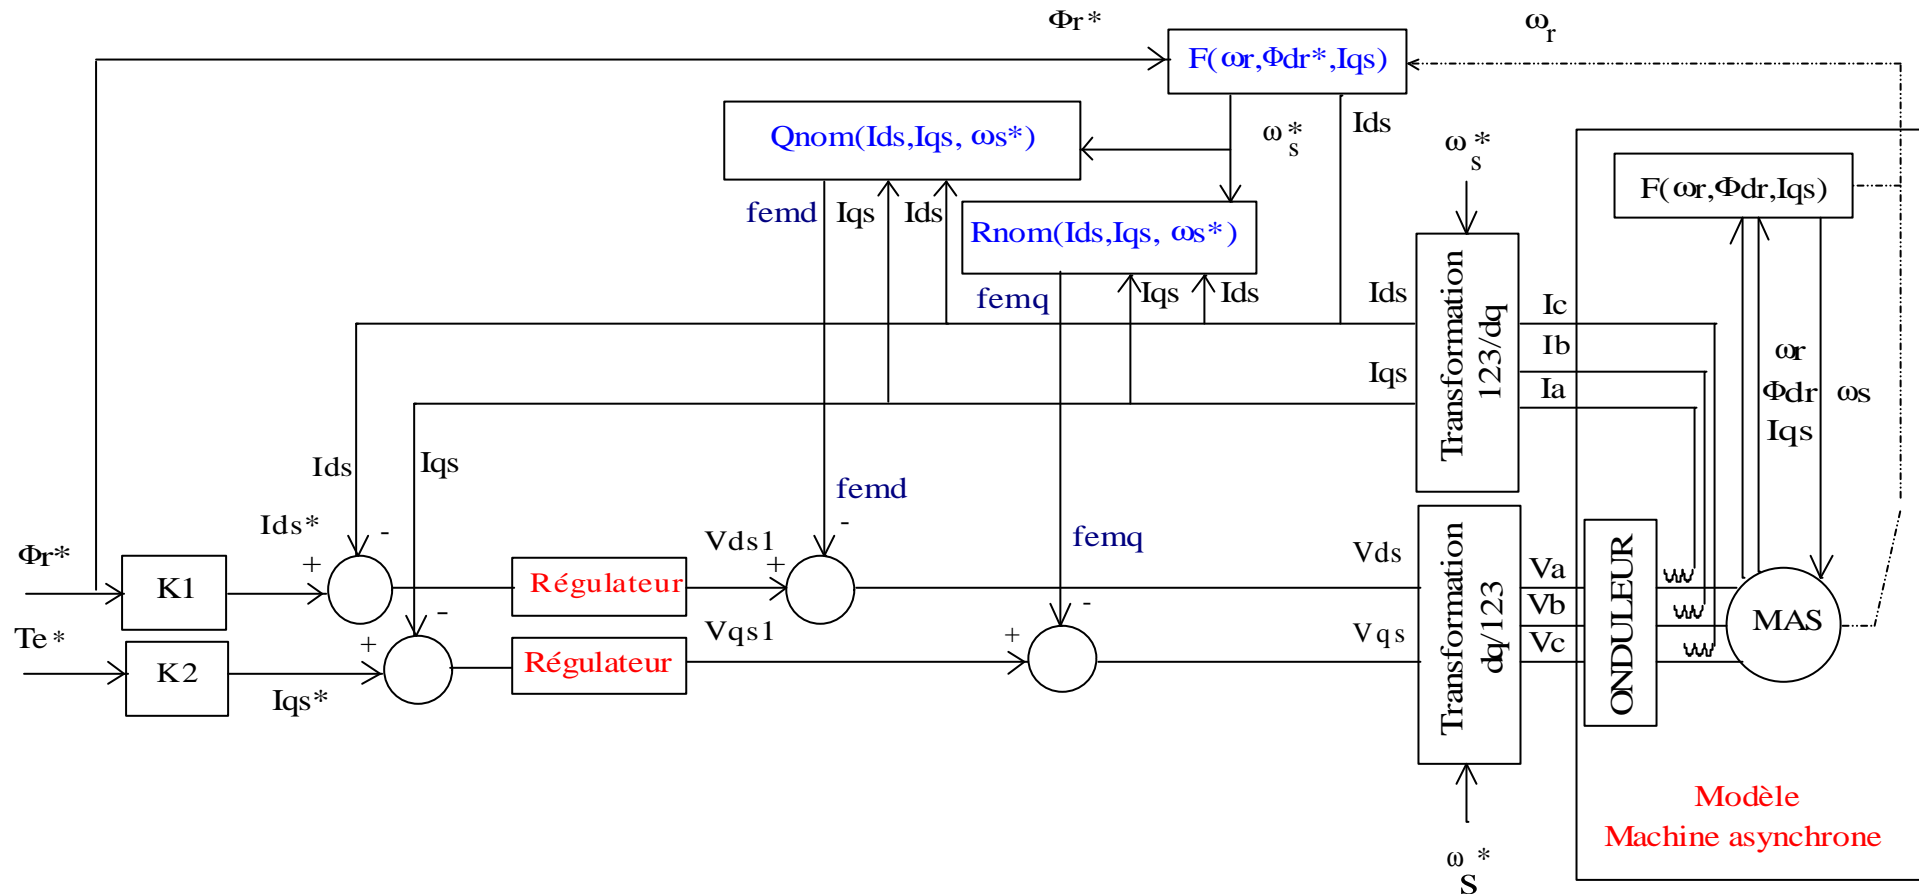 Φr*
ωr
F(ωr,Φdr*,Iqs)
Qnom(Ids,Iqs, ωs*)
ωs*
Ids
ωs*
F(ωr,Φdr,Iqs)
femd
Iqs
Ids
Rnom(Ids,Iqs, ωs*)
femq
Iqs
Ids
Ids
Transformation
123/dq
Ic
Ib
Iqs
Ia
ωr
Φdr
Iqs
ωs
Ids
Iqs
femd
femq
Ids*
-
-
Φr*
+
K1
Régulateur
Vds1
+
Vds
Transformation
dq/123
Va
Vb
Vc
ONDULEUR
MAS
Te*
-
-
+
K2
Iqs*
Régulateur
Vqs1
+
Vqs
Modèle
Machine asynchrone
ωS*